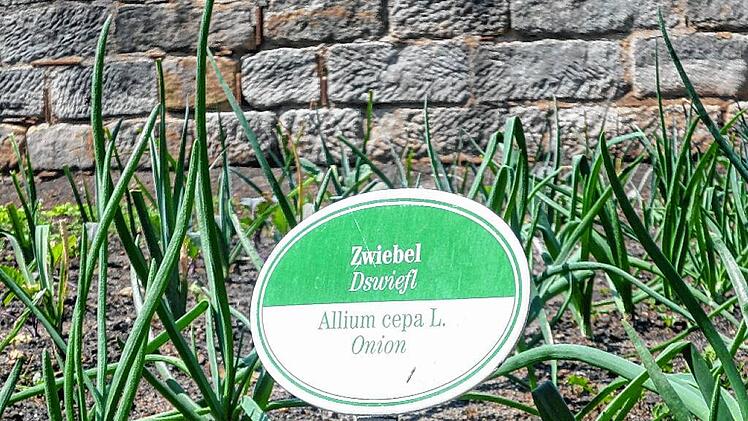 Zwiebel
Dswiefl
Allium cepa L.
Onion